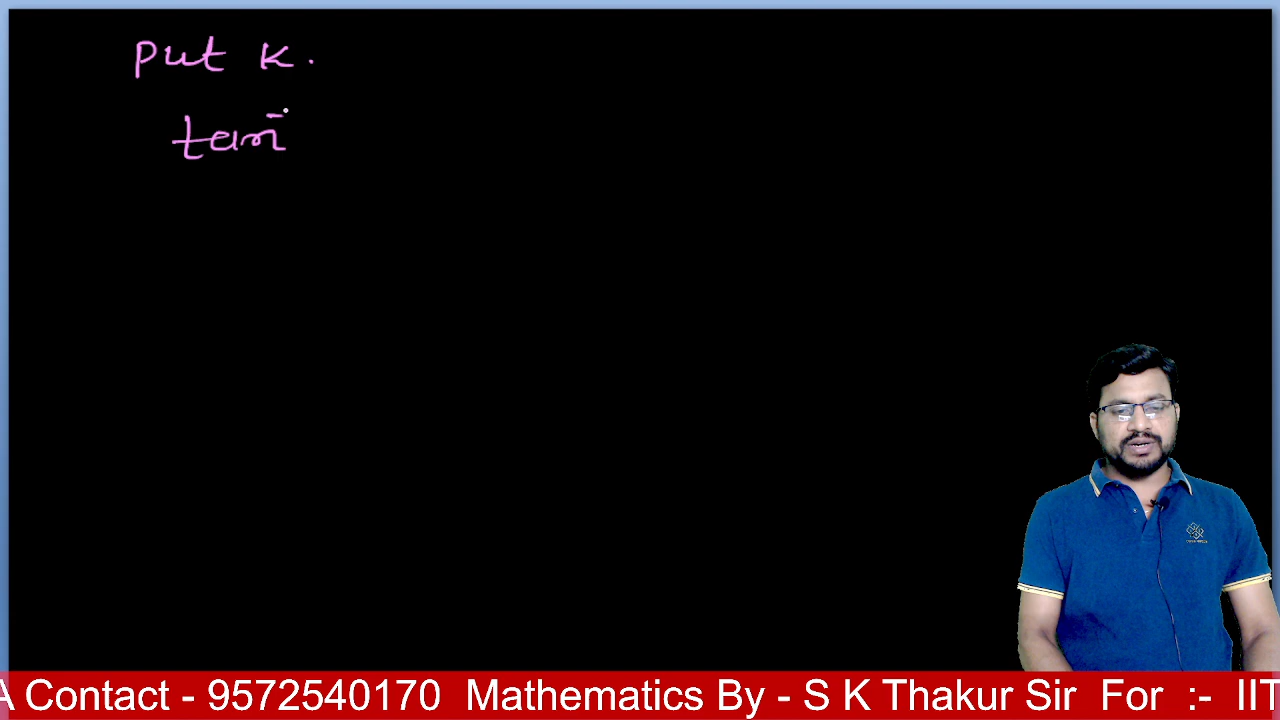 Put K.
tan⁻
A Contact - 9572540170 Mathematics By - S K Thakur Sir For :- IIT